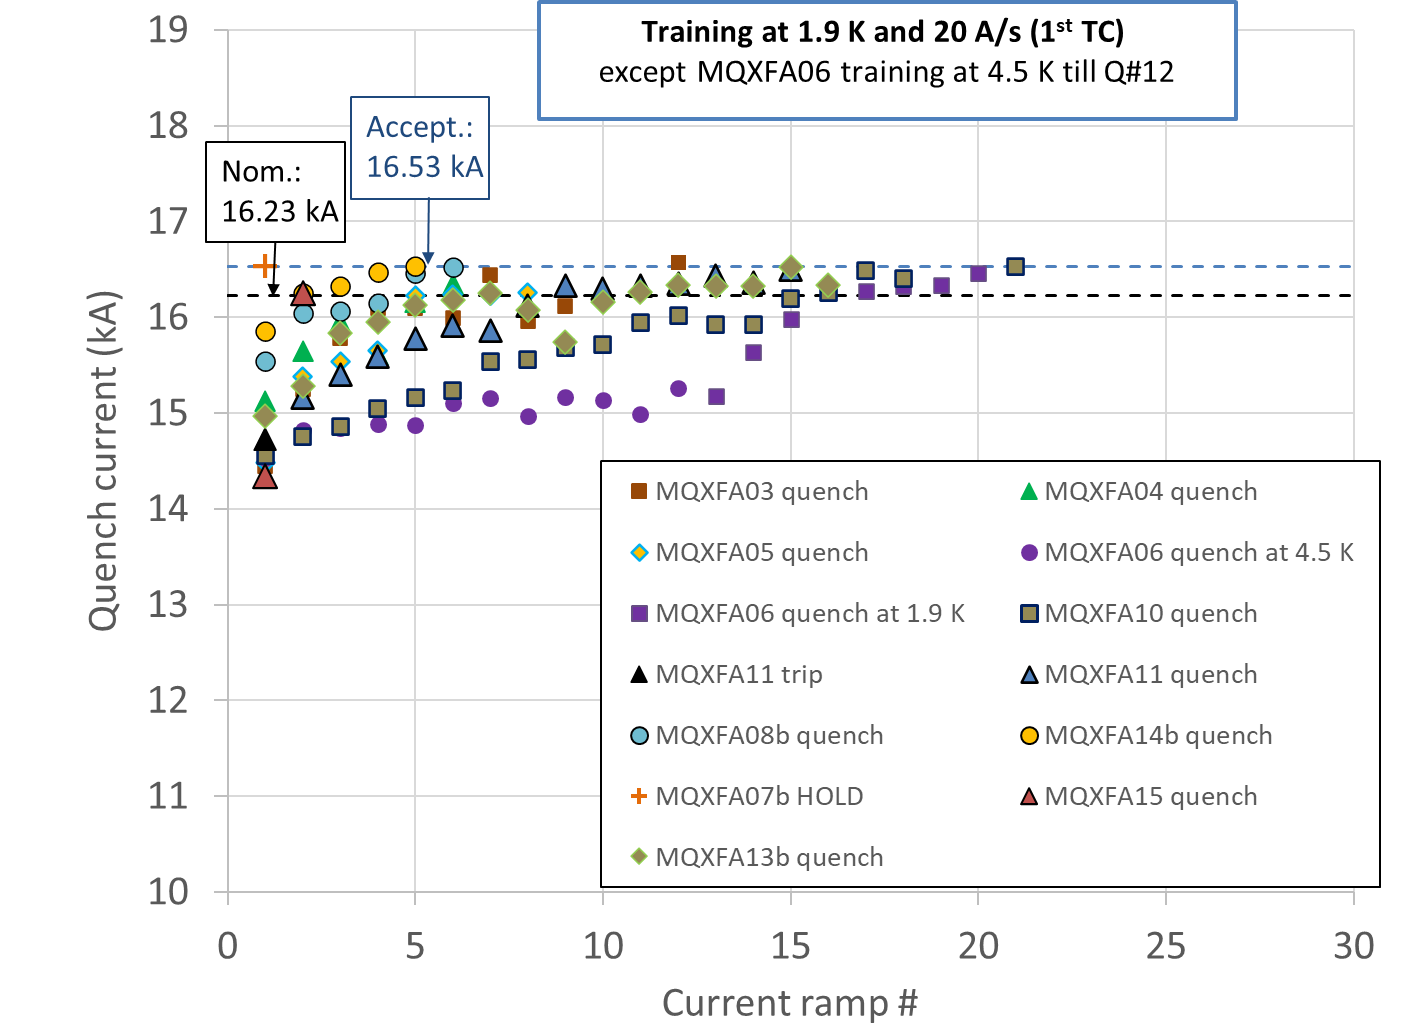 Training at 1.9 K and 20 A/s (1st TC)
except MQXFA06 training at 4.5 K till Q#12
Accept.:
16.53 kA
Nom.:
16.23 kA
Quench current (kA)
19
18
17
16
15
14
13
12
11
10
MQXFA03 quench
MQXFA04 quench
MQXFA05 quench
MQXFA06 quench at 4.5 K
MQXFA06 quench at 1.9 K
MQXFA10 quench
MQXFA11 trip
MQXFA11 quench
MQXFA08b quench
MQXFA14b quench
MQXFA07b HOLD
MQXFA15 quench
MQXFA13b quench
0 5 10 15 20 25 30
Current ramp #